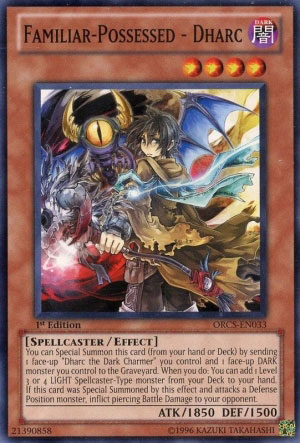 FAMILIAR-POSSESSED - DHARC
DARK
闇
1st Edition
ORCS-EN033
[SPELLCASTER / EFFECT]
You can Special Summon this card (from your hand or Deck) by sending
1 face-up "Dharc the Dark Charmer" you control and 1 face-up DARK
monster you control to the Graveyard. When you do: You can add 1 Level
3 or 4 LIGHT Spellcaster-Type monster from your Deck to your hand.
If this card was Special Summoned by this effect and attacks a Defense
Position monster, inflict piercing Battle Damage to your opponent.
ATK/1850 DEF/1500
21390858
©1996 KAZUKI TAKAHASHI